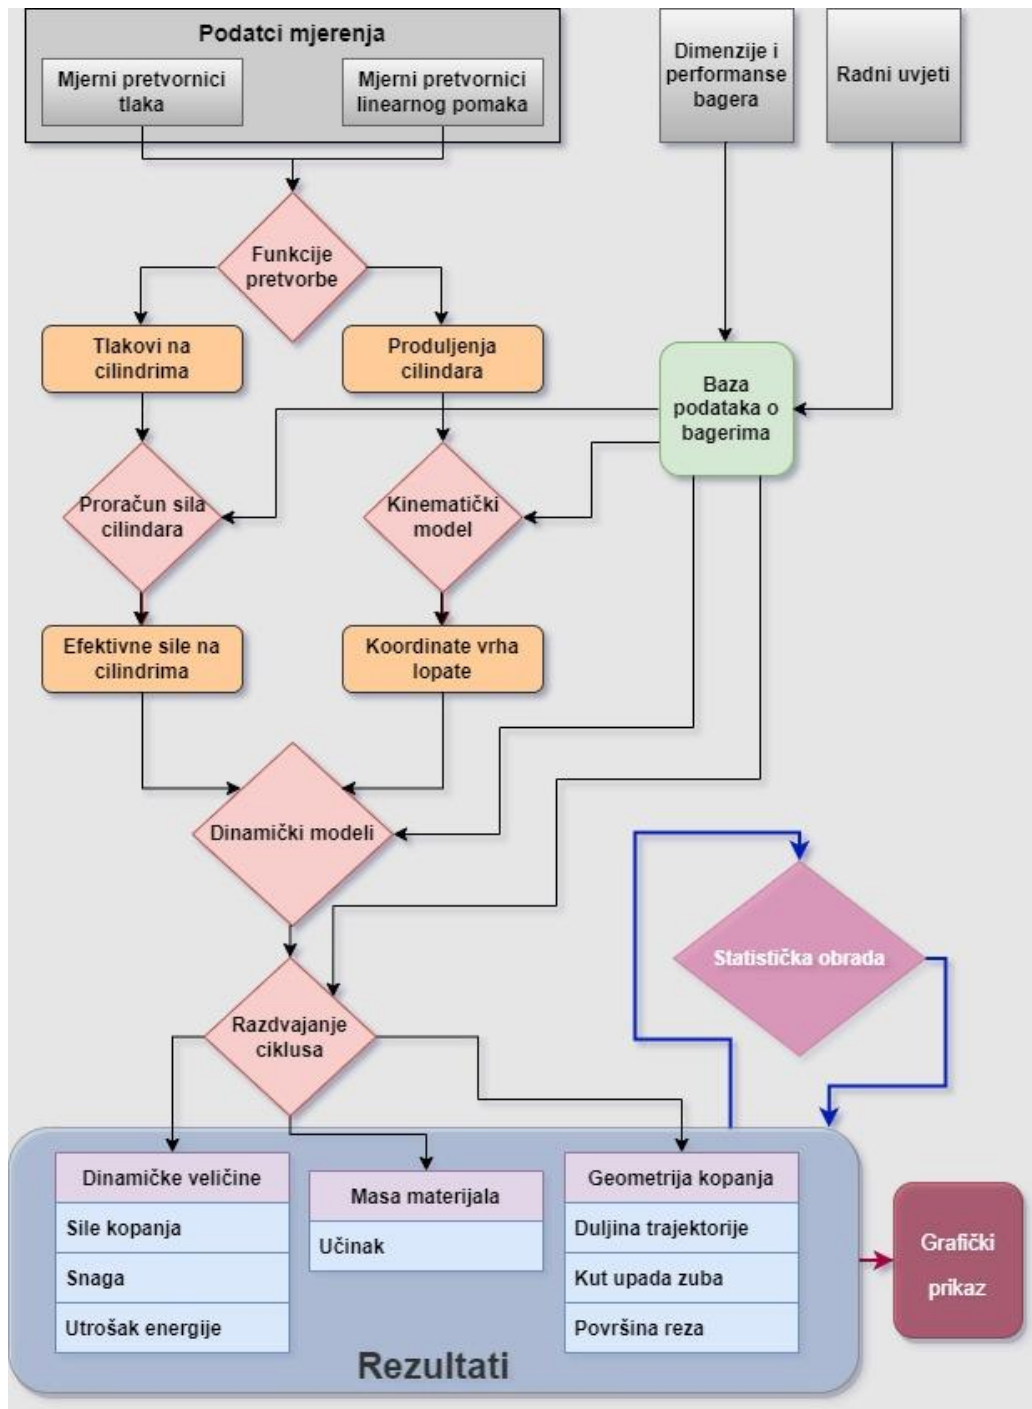 Podatci mjerenja
Mjerni pretvornici
tlaka
Mjerni uretvornici
linearnog pomaka
Dimenzije i
performanse
bagera
Radni uvjeti
Funkcije
pretvorbe
Tlakovi na
cilindrima
Produljenja
cilindara
Baza
podataka o
bagerima
Proračun sila
cilindara
Kinematički
model
Efektivne sile na
cilindrima
Koordinate vrha
lopate
Dinamički modeli
Statistička obrada
Razdvajanje
ciklusa
Dinamičke veličine
Sile kopanja
Snaga
Utrošak energije
Masa materijala
Učinak
Geometrija kopanja
Duljina trajektorije
Kut upada zuba
Površina reza
Grafički
prikaz
Rezultati